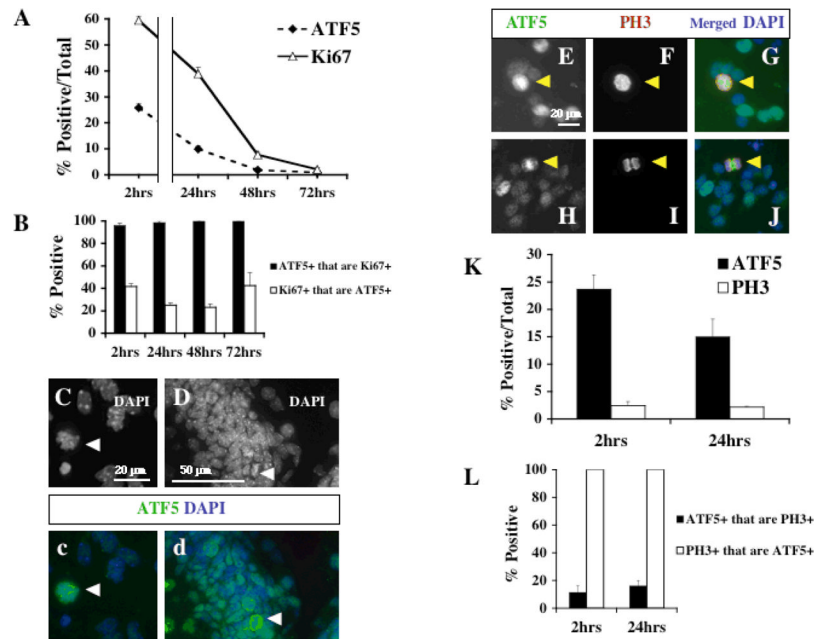 A
% Positive/Total
60
50
40
30
20
10
0
ATF5
Ki67
2hrs 24hrs 48hrs 72hrs
B
% Positive
100
80
60
40
20
0
ATF5+ that are Ki67+
Ki67+ that are ATF5+
2hrs 24hrs 48hrs 72hrs
C DAPI
20 µm
D DAPI
50 µm
ATF5 DAPI
c
d
ATF5 PH3 Merged DAPI
E F G
20 µm
H I J
K
% Positive/Total
30
25
20
15
10
5
0
ATF5
PH3
2hrs 24hrs
L
% Positive
100
80
60
40
20
0
ATF5+ that are PH3+
PH3+ that are ATF5+
2hrs 24hrs